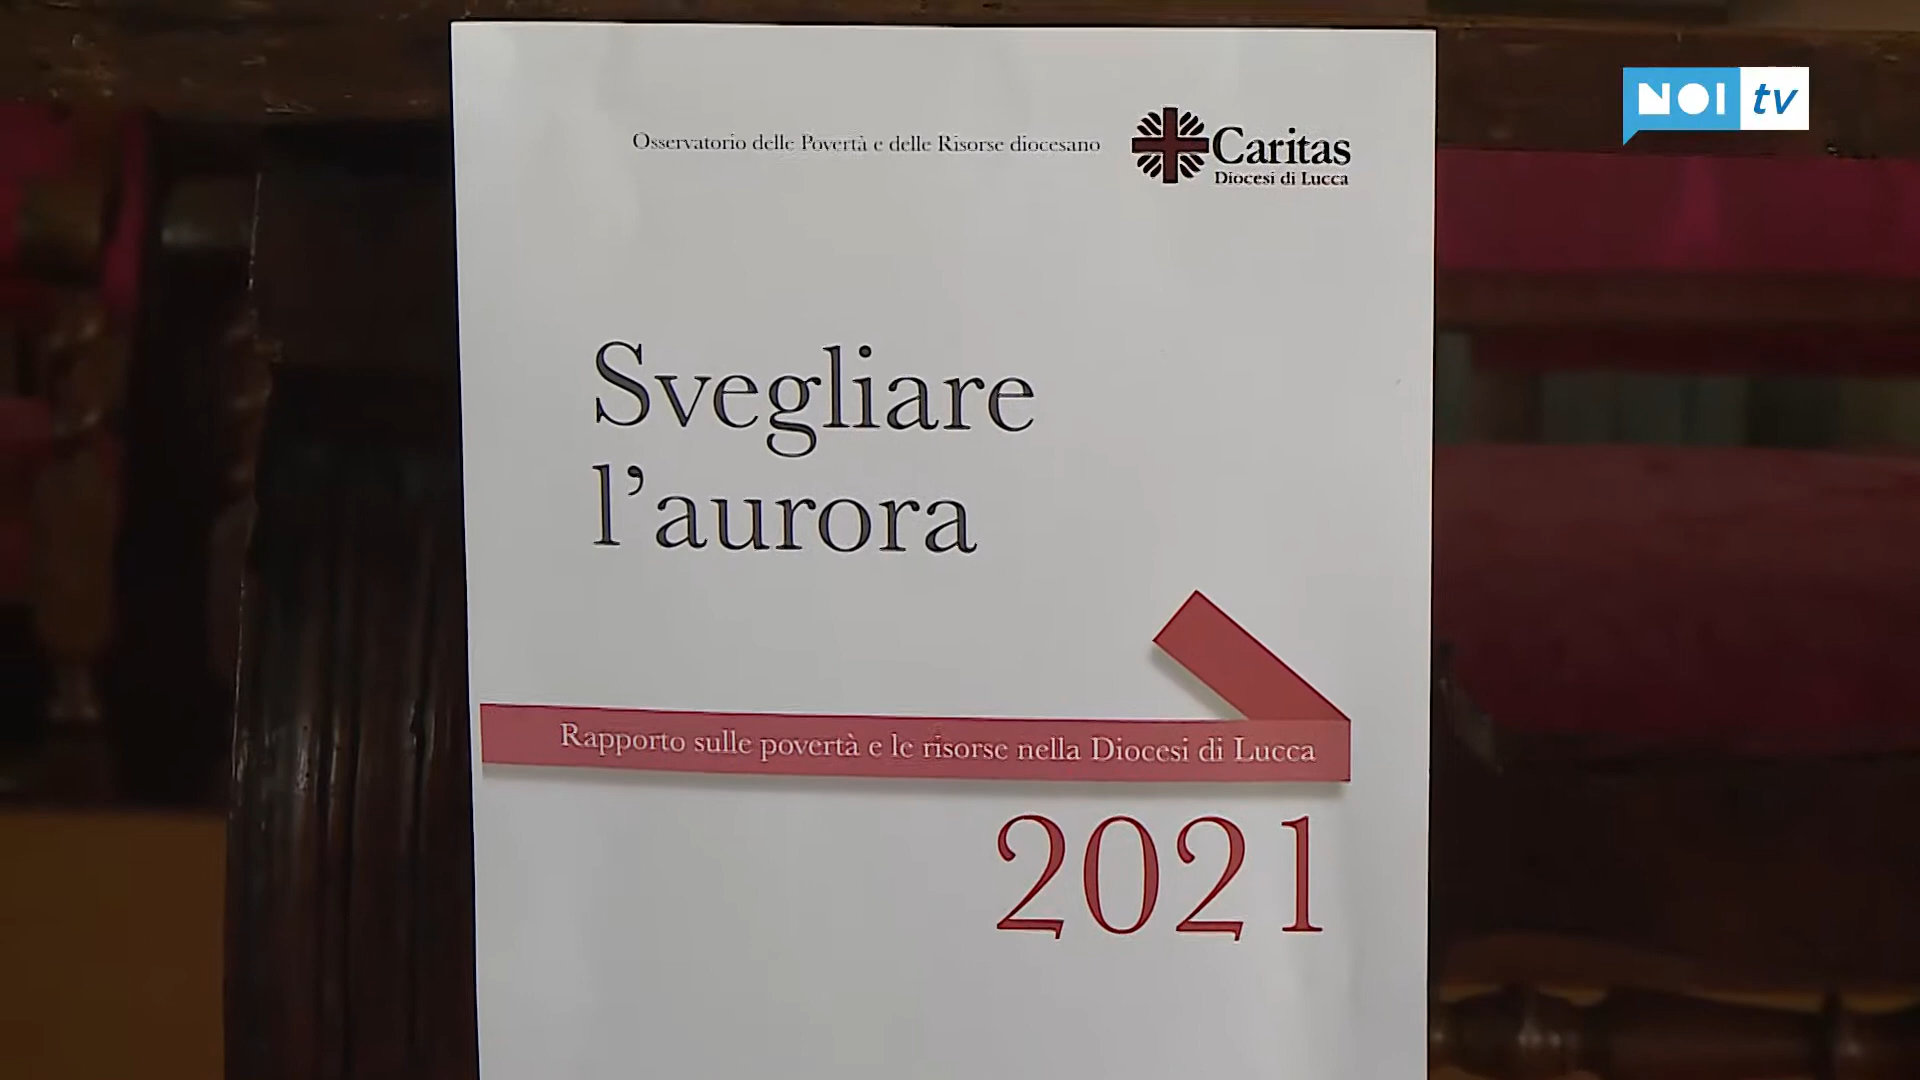 NOI tv
Osservatorio delle Povertà e delle Risorse diocesano
Caritas
Diocesi di Lucca
Svegliare
l’aurora
Rapporto sulle povertà e le risorse nella Diocesi di Lucca
2021